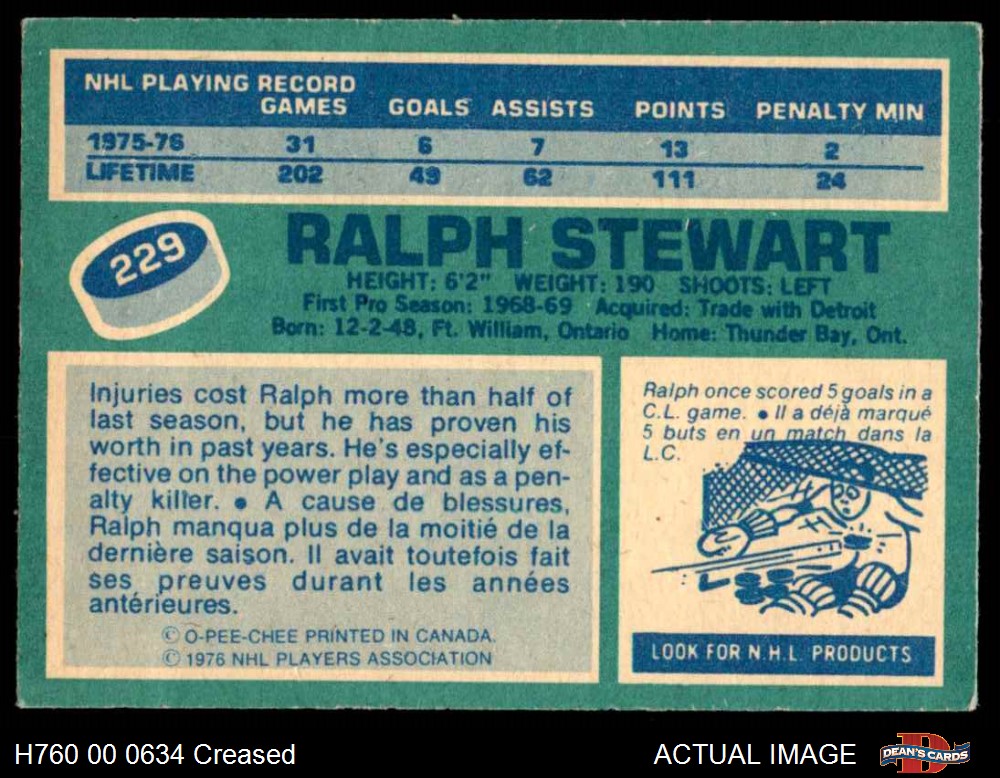 NHL PLAYING RECORD
GAMES GOALS ASSISTS POINTS PENALTY MIN
1975-76 31 6 7 13 2
LIFETIME 202 49 62 111 24
229
RALPH STEWART
HEIGHT: 6'2" WEIGHT: 190 SHOOTS: LEFT
First Pro Season: 1968-69 Acquired: Trade with Detroit
Born: 12-2-48, Ft. William, Ontario Home: Thunder Bay, Ont.
Injuries cost Ralph more than half of
last season, but he has proven his
worth in past years. He's especially ef-
fective on the power play and as a pen-
alty killer. • A cause de blessures,
Ralph manqua plus de la moitié de la
dernière saison. Il avait toutefois fait
ses preuves durant les années
antérieures.
© O-PEE-CHEE PRINTED IN CANADA.
© 1976 NHL PLAYERS ASSOCIATION
Ralph once scored 5 goals in a
C.L. game. • Il a déjà marqué
5 buts en un match dans la
L.C.
LOOK FOR N.H.L. PRODUCTS
H760 00 0634 Creased
ACTUAL IMAGE
DEAN'S CARDS